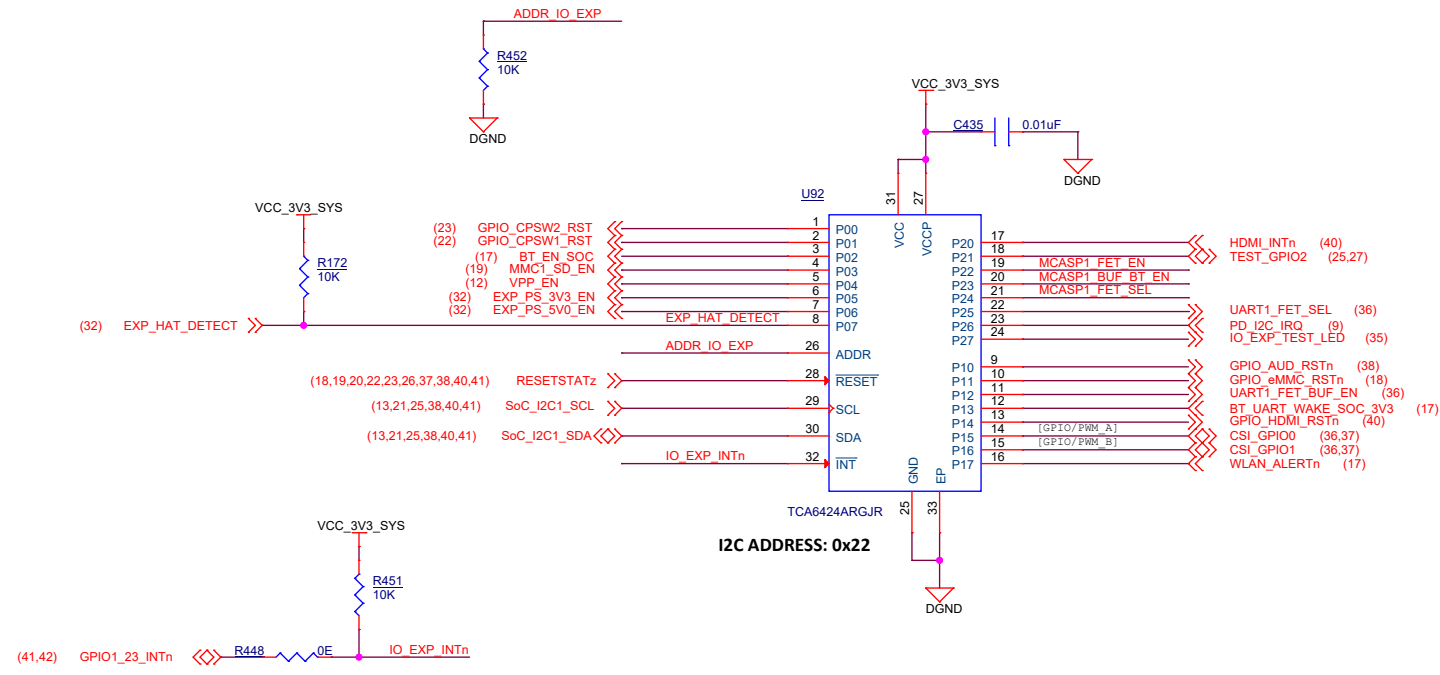 ADDR_IO_EXP
R452
10K
DGND
VCC_3V3_SYS
C435 0.01uF
DGND
U92
31 27
VCC VCCP
VCC_3V3_SYS
R172
10K
(23) GPIO_CPSW2_RST 1 P00
(22) GPIO_CPSW1_RST 2 P01
(17) BT_EN_SOC 3 P02
(19) MMC1_SD_EN 4 P03
(12) VPP_EN 5 P04
(32) EXP_PS_3V3_EN 6 P05
(32) EXP_PS_5V0_EN 7 P06
(32) EXP_HAT_DETECT EXP_HAT_DETECT 8 P07
ADDR_IO_EXP 26 ADDR
(18,19,20,22,23,26,37,38,40,41) RESETSTATz 28 RESET
(13,21,25,38,40,41) SoC_I2C1_SCL 29 SCL
(13,21,25,38,40,41) SoC_I2C1_SDA 30 SDA
IO_EXP_INTn 32 INT
P20 17 HDMI_INTn (40)
P21 18 TEST_GPIO2 (25,27)
P22 19 MCASP1_FET_EN
P23 20 MCASP1_BUF_BT_EN
P24 21 MCASP1_FET_SEL
P25 22 UART1_FET_SEL (36)
P26 23 PD_I2C_IRQ (9)
P27 24 IO_EXP_TEST_LED (35)
P10 9 GPIO_AUD_RSTn (38)
P11 10 GPIO_eMMC_RSTn (18)
P12 11 UART1_FET_BUF_EN (36)
P13 12 BT_UART_WAKE_SOC_3V3 (17)
P14 13 GPIO_HDMI_RSTn (40)
P15 14 [GPIO/PWM_A] CSI_GPIO0 (36,37)
P16 15 [GPIO/PWM_B] CSI_GPIO1 (36,37)
P17 16 WLAN_ALERTn (17)
GND EP
25 33
TCA6424ARGJR
I2C ADDRESS: 0x22
DGND
VCC_3V3_SYS
R451
10K
(41,42) GPIO1_23_INTn R448 0E IO_EXP_INTn